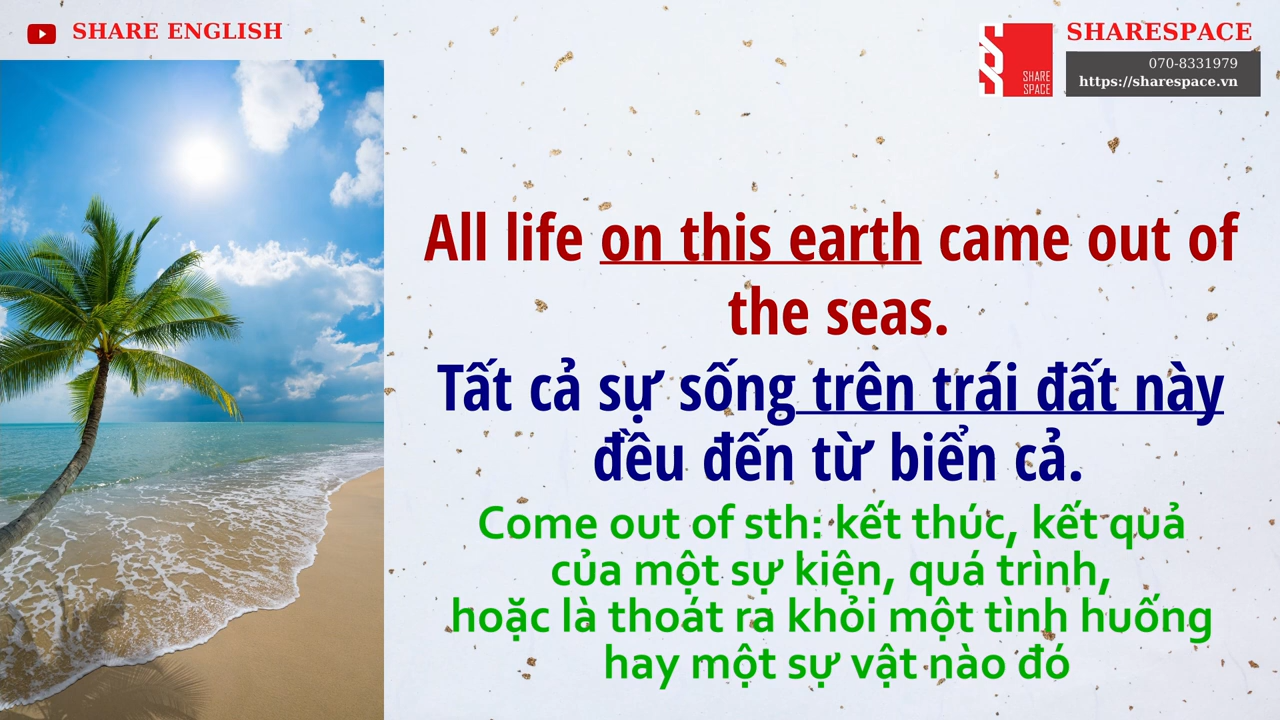 SHARE ENGLISH
SHARESPACE
SHARE
SPACE
070-8331979
https://sharespace.vn
All life on this earth came out of
the seas.
Tất cả sự sống trên trái đất này
đều đến từ biển cả.
Come out of sth: kết thúc, kết quả
của một sự kiện, quá trình,
hoặc là thoát ra khỏi một tình huống
hay một sự vật nào đó